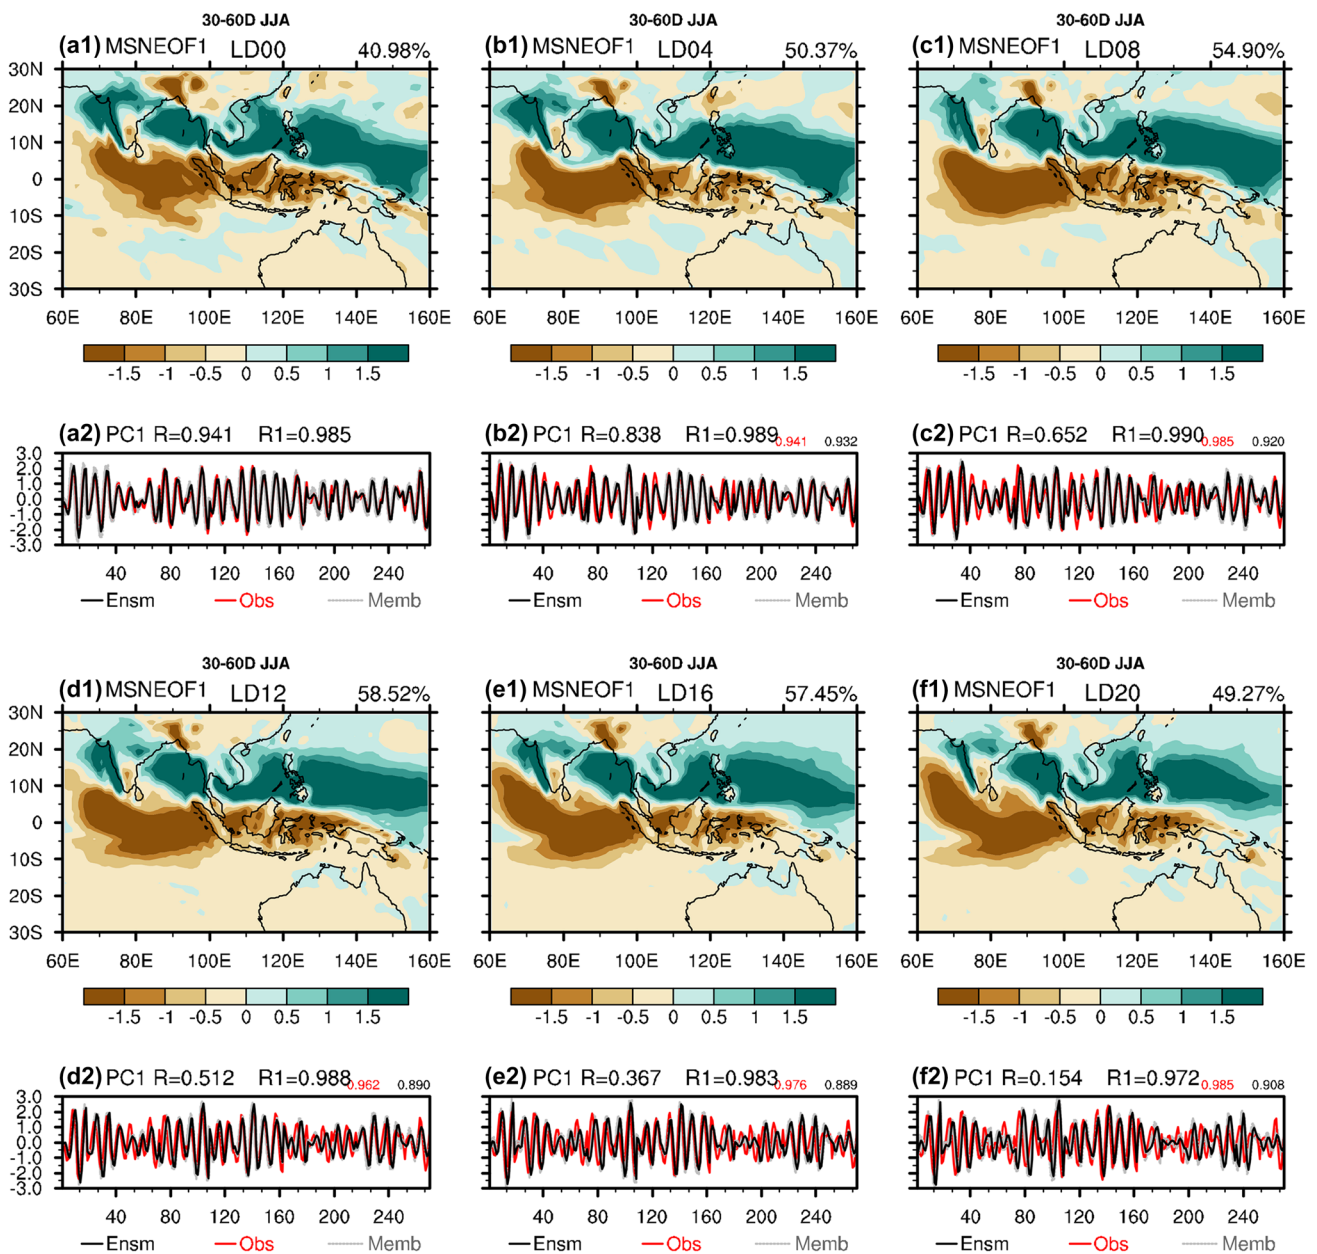 30-60D JJA 30-60D JJA 30-60D JJA
(a1) MSNEOF1 LD00 40.98% (b1) MSNEOF1 LD04 50.37% (c1) MSNEOF1 LD08 54.90%
30N
20N
10N
0
10S
20S
30S
60E 80E 100E 120E 140E 160E 60E 80E 100E 120E 140E 160E 60E 80E 100E 120E 140E 160E
-1.5 -1 -0.5 0 0.5 1 1.5 -1.5 -1 -0.5 0 0.5 1 1.5 -1.5 -1 -0.5 0 0.5 1 1.5
(a2) PC1 R=0.941 R1=0.985 (b2) PC1 R=0.838 R1=0.989 0.941 0.932 (c2) PC1 R=0.652 R1=0.990 0.985 0.920
3.0
2.0
1.0
0.0
-1.0
-2.0
-3.0
40 80 120 160 200 240 40 80 120 160 200 240 40 80 120 160 200 240
Ensm Obs Memb Ensm Obs Memb Ensm Obs Memb
30-60D JJA 30-60D JJA 30-60D JJA
(d1) MSNEOF1 LD12 58.52% (e1) MSNEOF1 LD16 57.45% (f1) MSNEOF1 LD20 49.27%
30N
20N
10N
0
10S
20S
30S
60E 80E 100E 120E 140E 160E 60E 80E 100E 120E 140E 160E 60E 80E 100E 120E 140E 160E
-1.5 -1 -0.5 0 0.5 1 1.5 -1.5 -1 -0.5 0 0.5 1 1.5 -1.5 -1 -0.5 0 0.5 1 1.5
(d2) PC1 R=0.512 R1=0.988 0.962 0.890 (e2) PC1 R=0.367 R1=0.983 0.976 0.889 (f2) PC1 R=0.154 R1=0.972 0.985 0.908
3.0
2.0
1.0
0.0
-1.0
-2.0
-3.0
40 80 120 160 200 240 40 80 120 160 200 240 40 80 120 160 200 240
Ensm Obs Memb Ensm Obs Memb Ensm Obs Memb